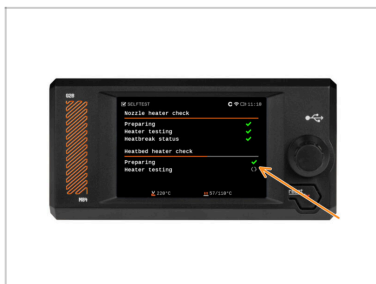 028
SELFTEST 11:18
Nozzle heater check
Preparing
Heater testing
Heatbreak status
Heatbed heater check
Preparing
Heater testing
220°C 57/110°C